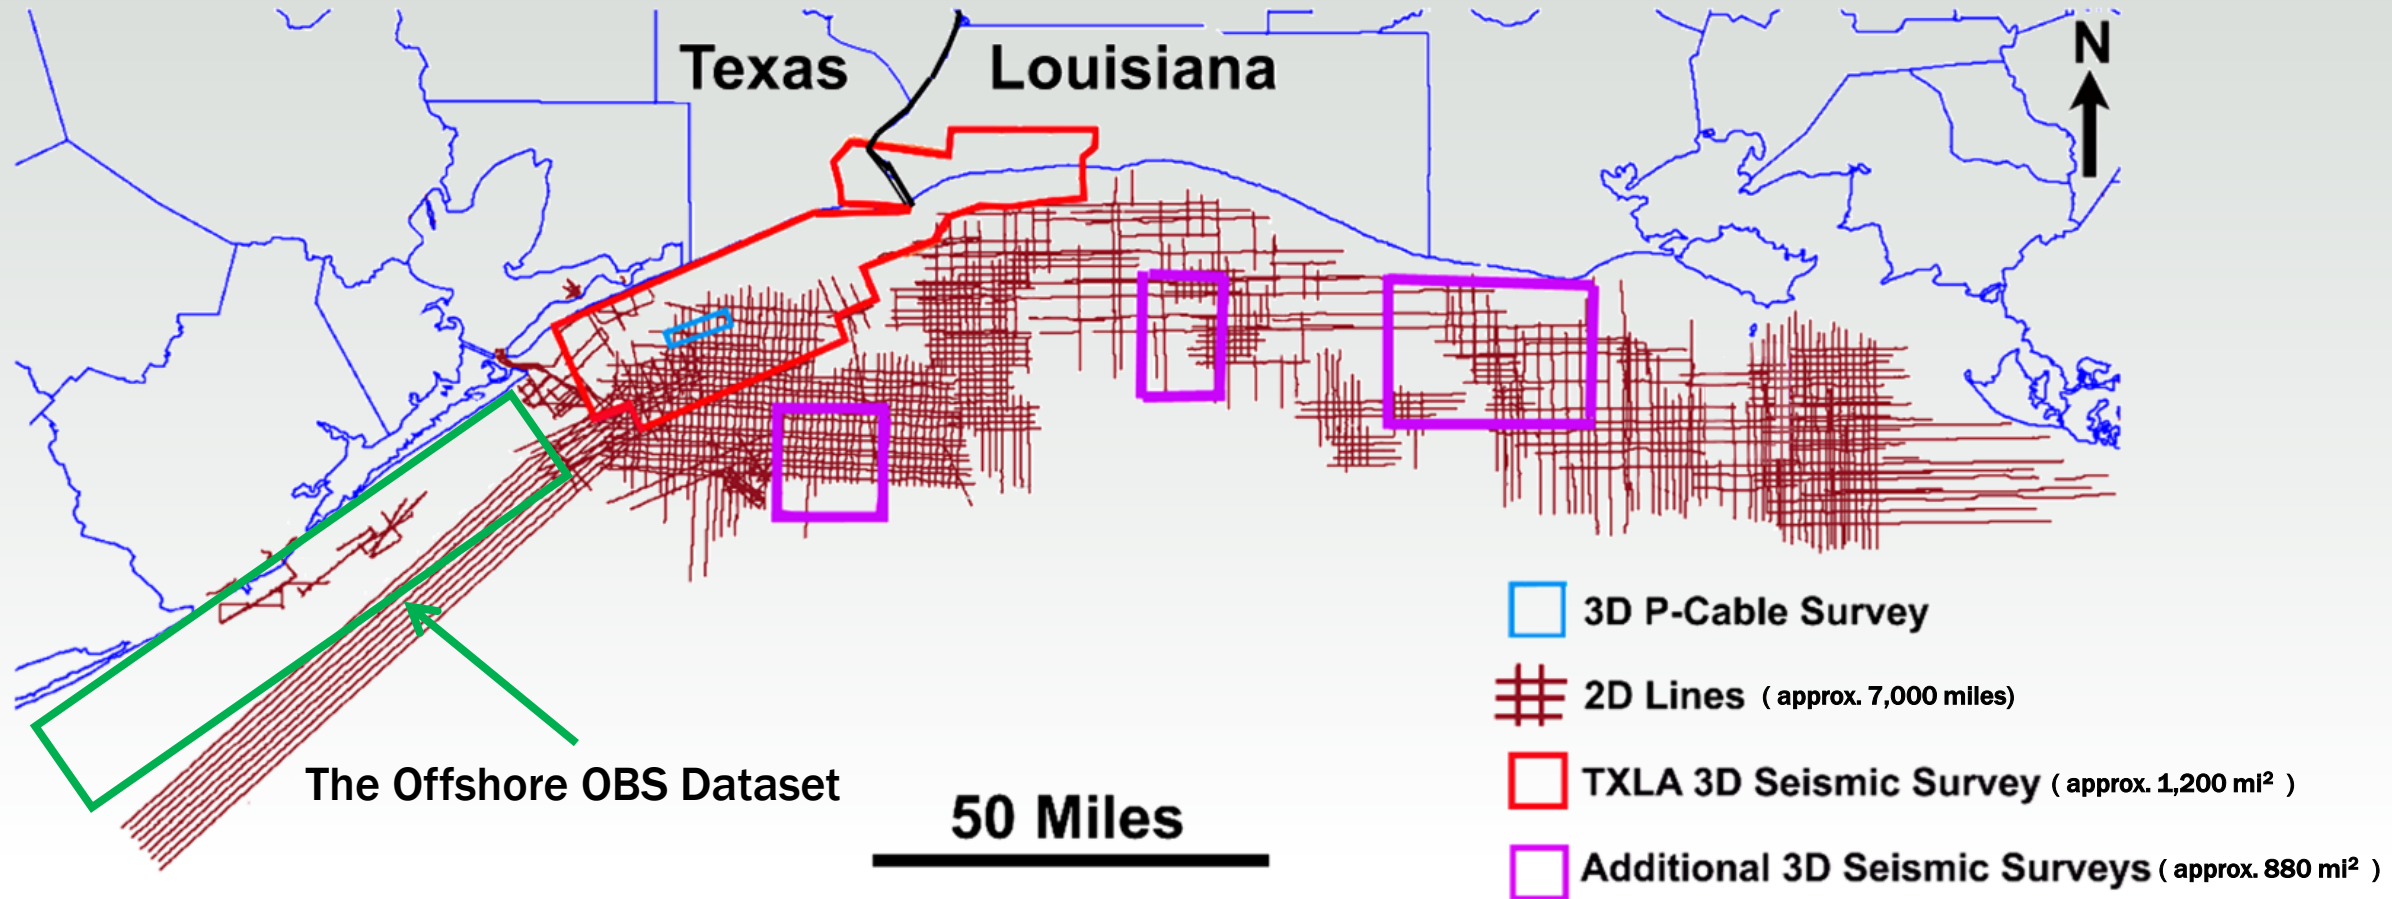 Texas
Louisiana
N
3D P-Cable Survey
2D Lines ( approx. 7,000 miles)
The Offshore OBS Dataset
TXLA 3D Seismic Survey ( approx. 1,200 mi² )
50 Miles
Additional 3D Seismic Surveys ( approx. 880 mi² )